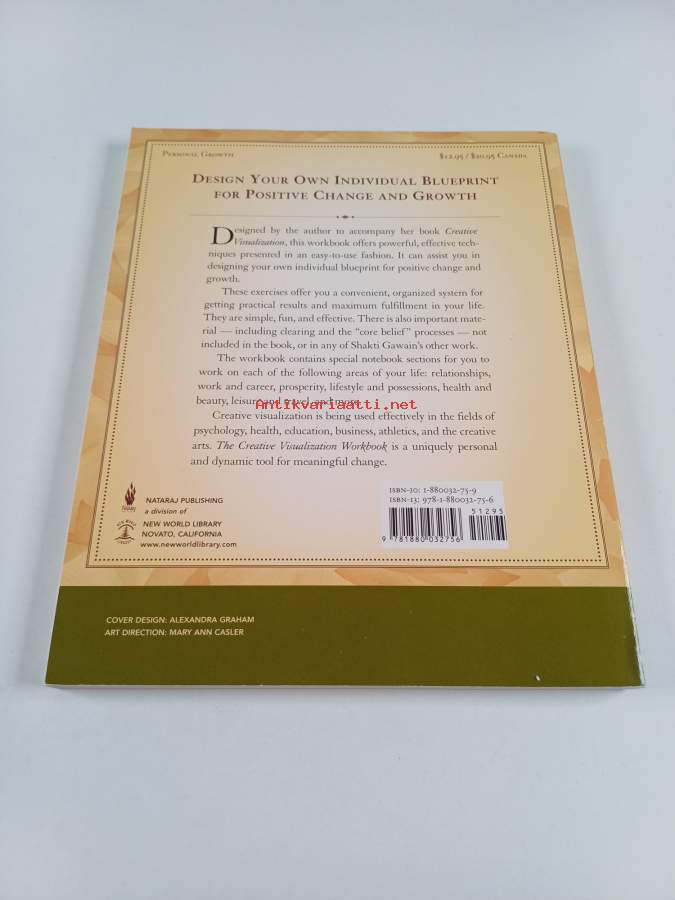 PERSONAL GROWTH
$12.95 / $20.95 CANADA
DESIGN YOUR OWN INDIVIDUAL BLUEPRINT
FOR POSITIVE CHANGE AND GROWTH
Designed by the author to accompany her book Creative
Visualization, this workbook offers powerful, effective tech-
niques presented in an easy-to-use fashion. It can assist you in
designing your own individual blueprint for positive change and
growth.
These exercises offer you a convenient, organized system for
getting practical results and maximum fulfillment in your life.
They are simple, fun, and effective. There is also important mate-
rial — including clearing and the “core belief” processes — not
included in the book, or in any of Shakti Gawain’s other work.
The workbook contains special notebook sections for you to
work on each of the following areas of your life: relationships,
work and career, prosperity, lifestyle and possessions, health and
beauty, leisure and travel, and more.
Antikvariaatti.net
Creative visualization is being used effectively in the fields of
psychology, health, education, business, athletics, and the creative
arts. The Creative Visualization Workbook is a uniquely personal
and dynamic tool for meaningful change.
NATARAJ PUBLISHING
a division of
NEW WORLD LIBRARY
NOVATO, CALIFORNIA
www.newworldlibrary.com
ISBN-10: 1-880032-75-9
ISBN-13: 978-1-880032-75-6
51295
9 781880 032756
COVER DESIGN: ALEXANDRA GRAHAM
ART DIRECTION: MARY ANN CASLER